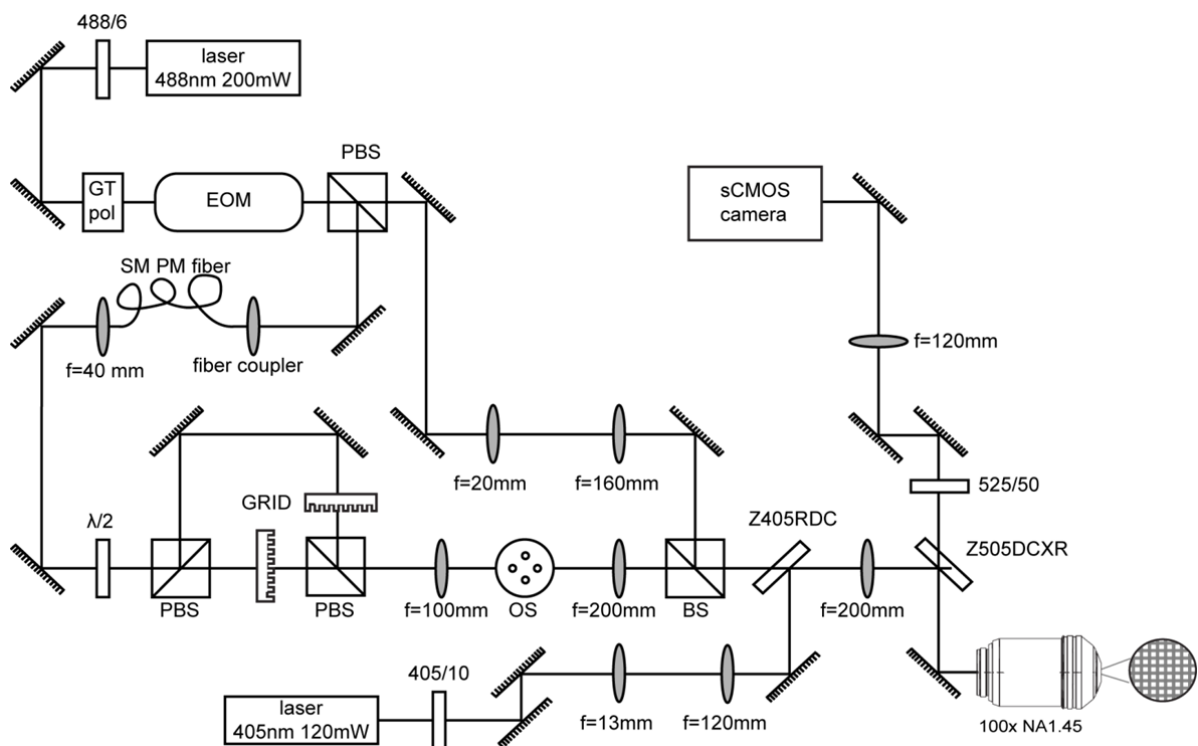 488/6
laser
488nm 200mW
PBS
GT
pol
EOM
sCMOS
camera
SM PM fiber
f=40 mm
fiber coupler
f=120mm
f=20mm
f=160mm
525/50
GRID
λ/2
Z405RDC
Z505DCXR
PBS
PBS
f=100mm
OS
f=200mm
BS
f=200mm
405/10
laser
405nm 120mW
f=13mm
f=120mm
100x NA1.45